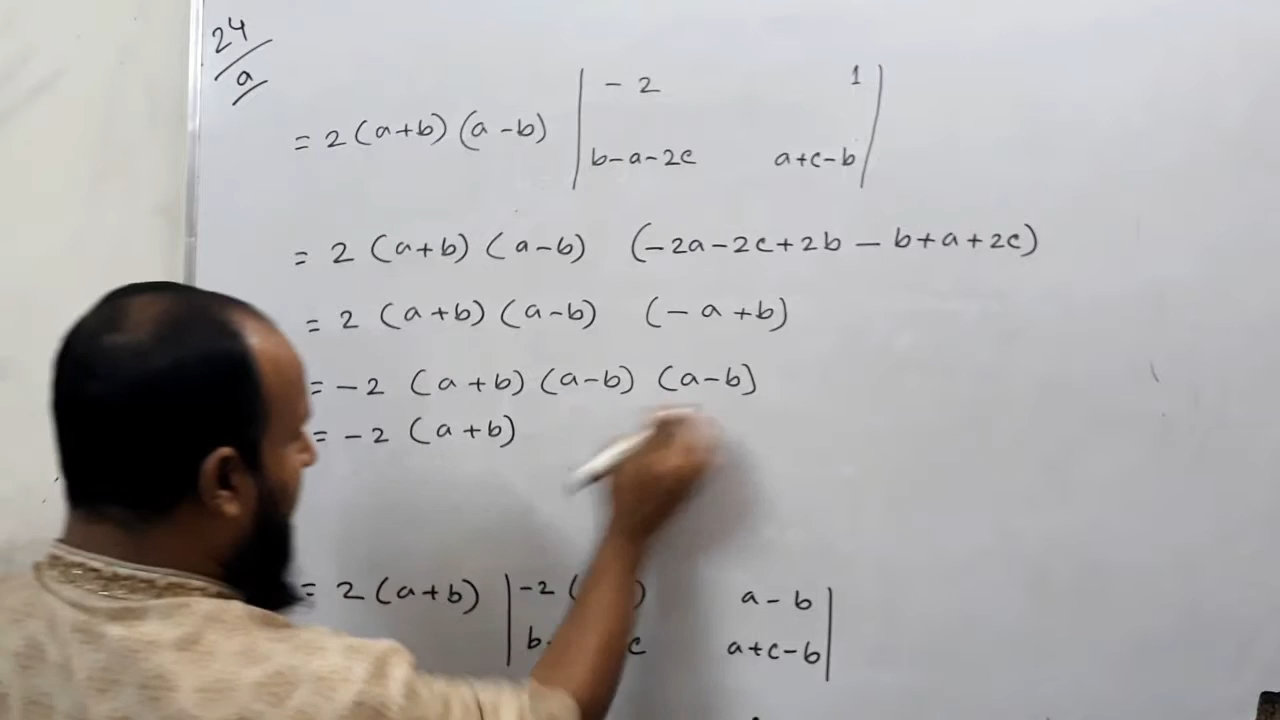 24/a
= 2 (a+b) (a-b) | -2 1 |
| b-a-2c a+c-b |
= 2 (a+b) (a-b) (-2a-2c+2b-b+a+2c)
= 2 (a+b) (a-b) (-a+b)
= -2 (a+b) (a-b) (a-b)
= -2 (a+b)
= 2 (a+b) | -2 ( ) a-b |
| b- c a+c-b |